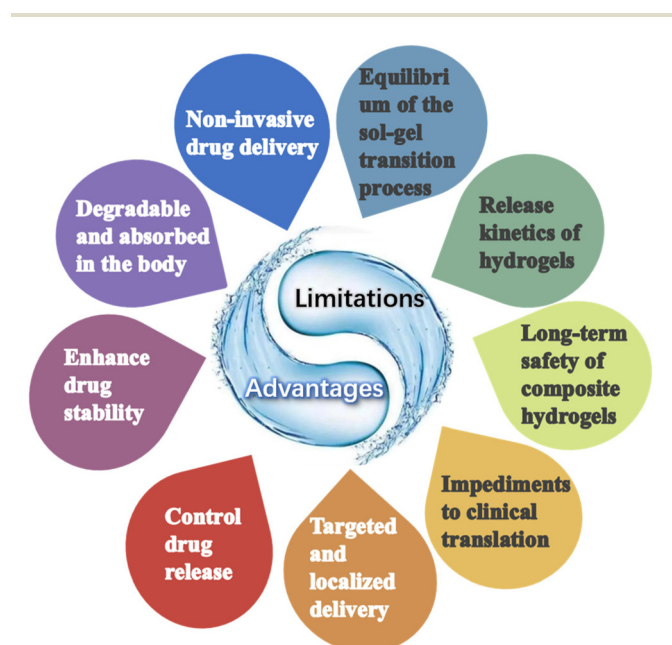 Non-invasive
drug delivery
Equilibri
um of the
sol-gel
transition
process
Degradable
and absorbed
in the body
Release
kinetics of
hydrogels
Limitations
Long-term
safety of
composite
hydrogels
Enhance
drug
stability
Advantages
Impediments
to clinical
translation
Control
drug
release
Targeted
and
localized
delivery